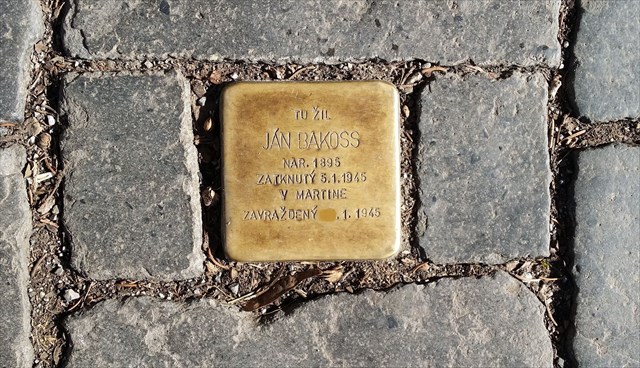 TU ŽIL
JÁN BAKOSS
NAR. 1895
ZATKNUTÝ 5.1.1945
V MARTINE
ZAVRAŽDENÝ .1. 1945